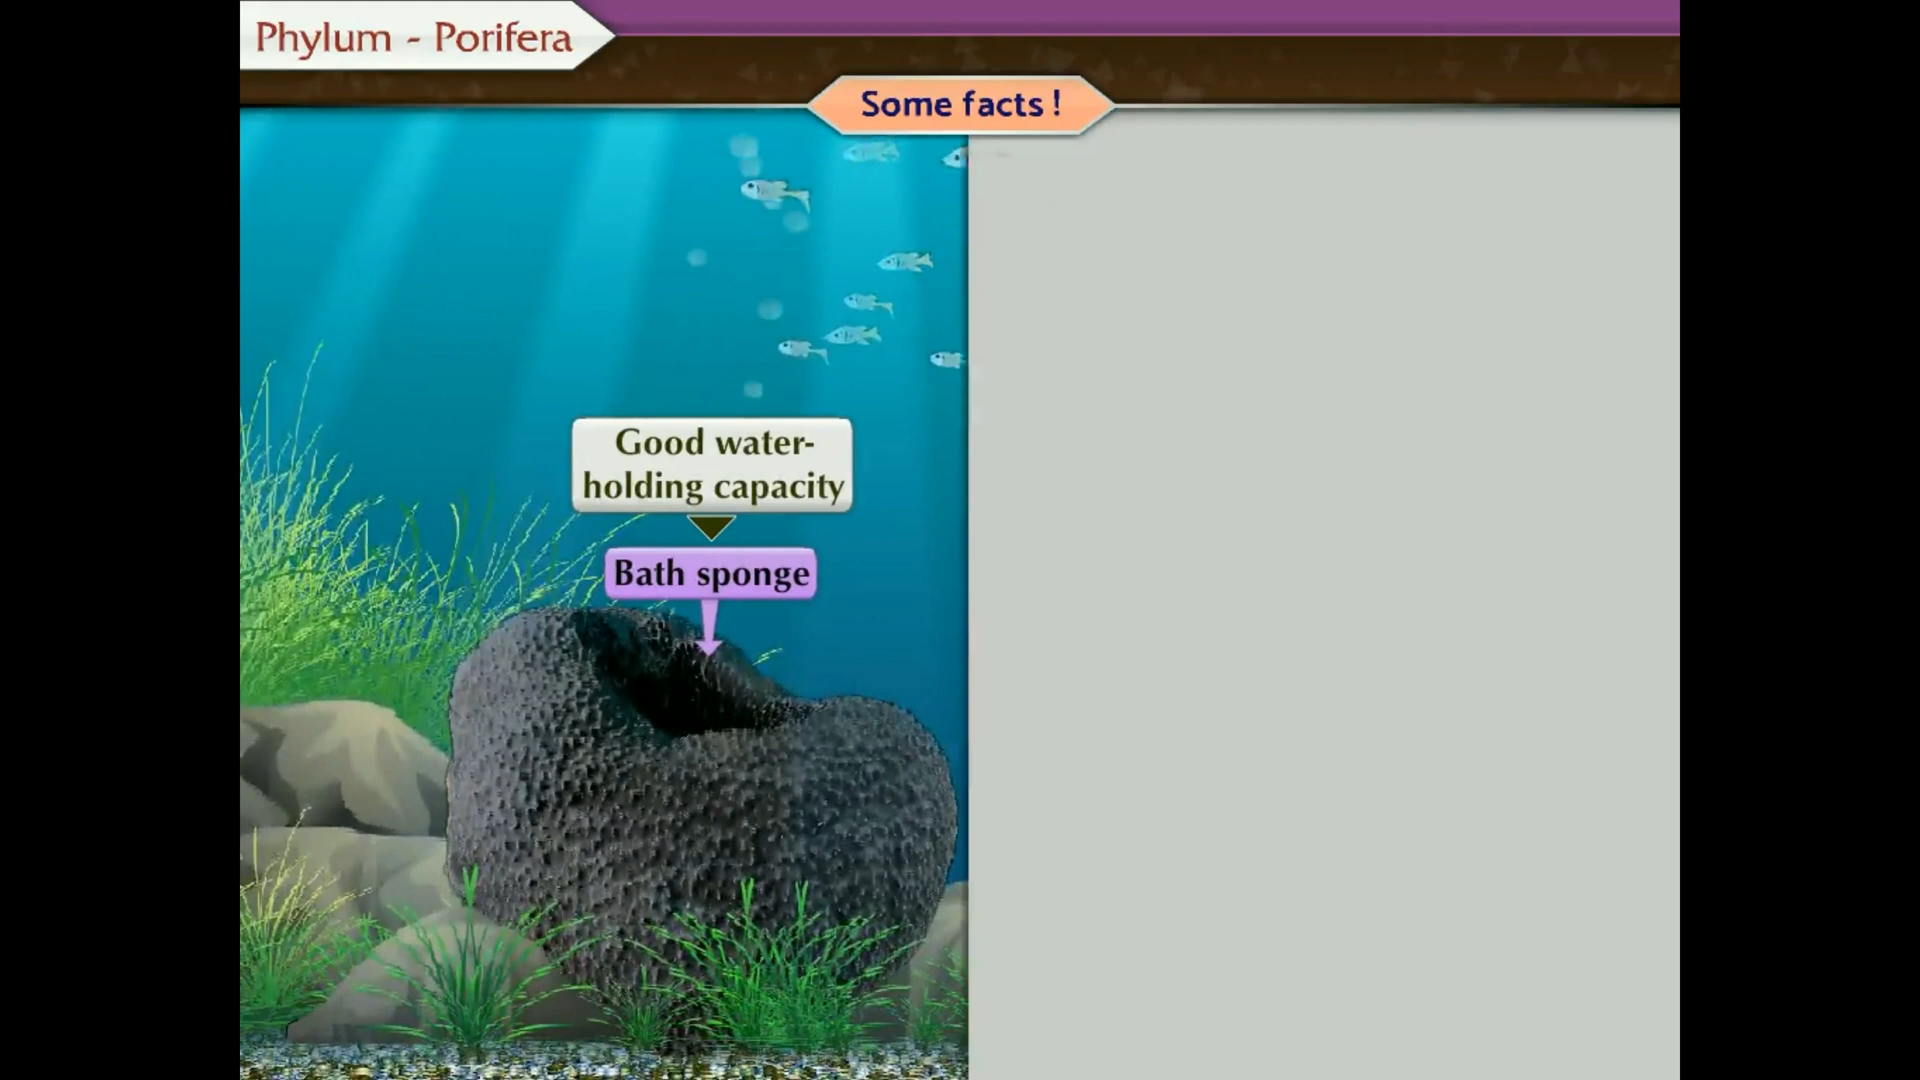 Phylum - Porifera
Some facts !
Good water-
holding capacity
Bath sponge